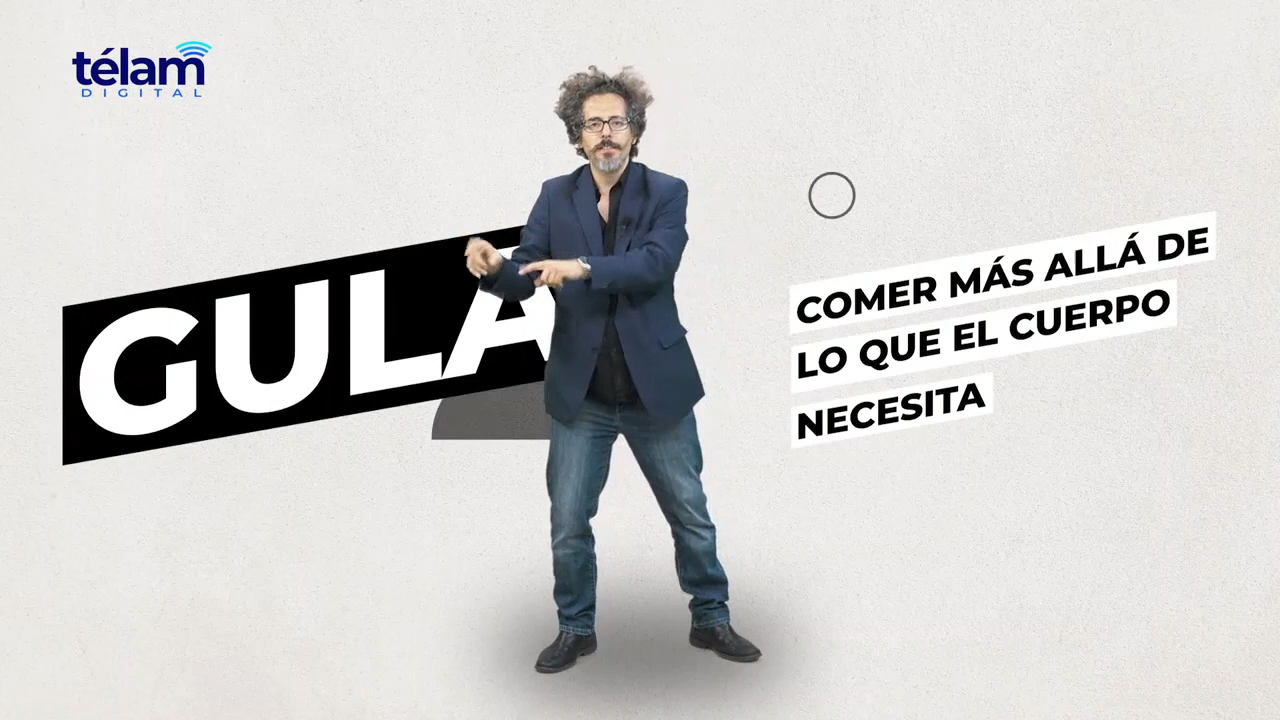 télam
DIGITAL
GULA
COMER MÁS ALLÁ DE
LO QUE EL CUERPO
NECESITA